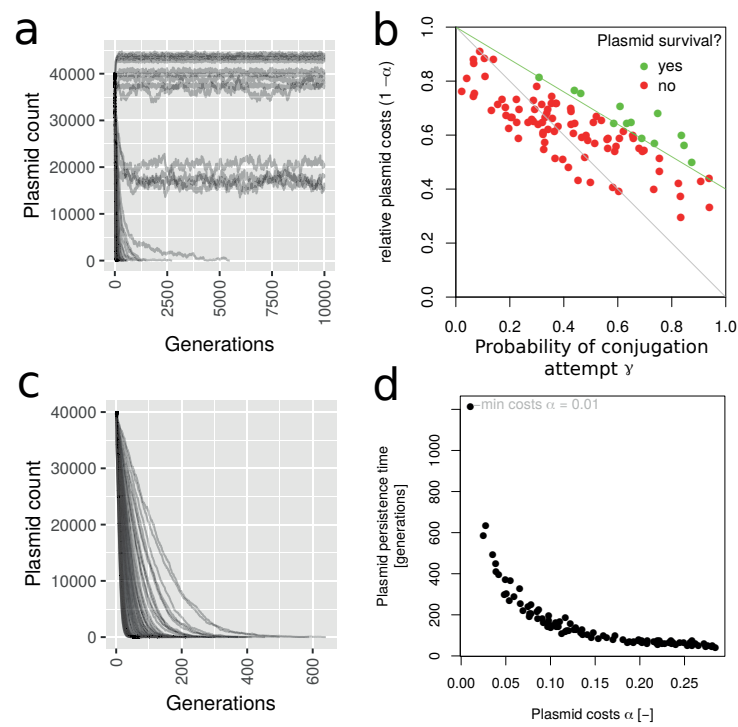 a
Plasmid count
40000
30000
20000
10000
0
0
2500
5000
7500
10000
Generations
b
relative plasmid costs (1 –α)
1.0
0.8
0.6
0.4
0.2
0.0
Plasmid survival?
yes
no
0.0 0.2 0.4 0.6 0.8 1.0
Probability of conjugation
attempt γ
c
Plasmid count
40000
30000
20000
10000
0
0 200 400 600
Generations
d
Plasmid persistence time
[generations]
1 000
800
600
400
200
0
–min costs α = 0.01
0.00 0.05 0.10 0.15 0.20 0.25
Plasmid costs α [-]